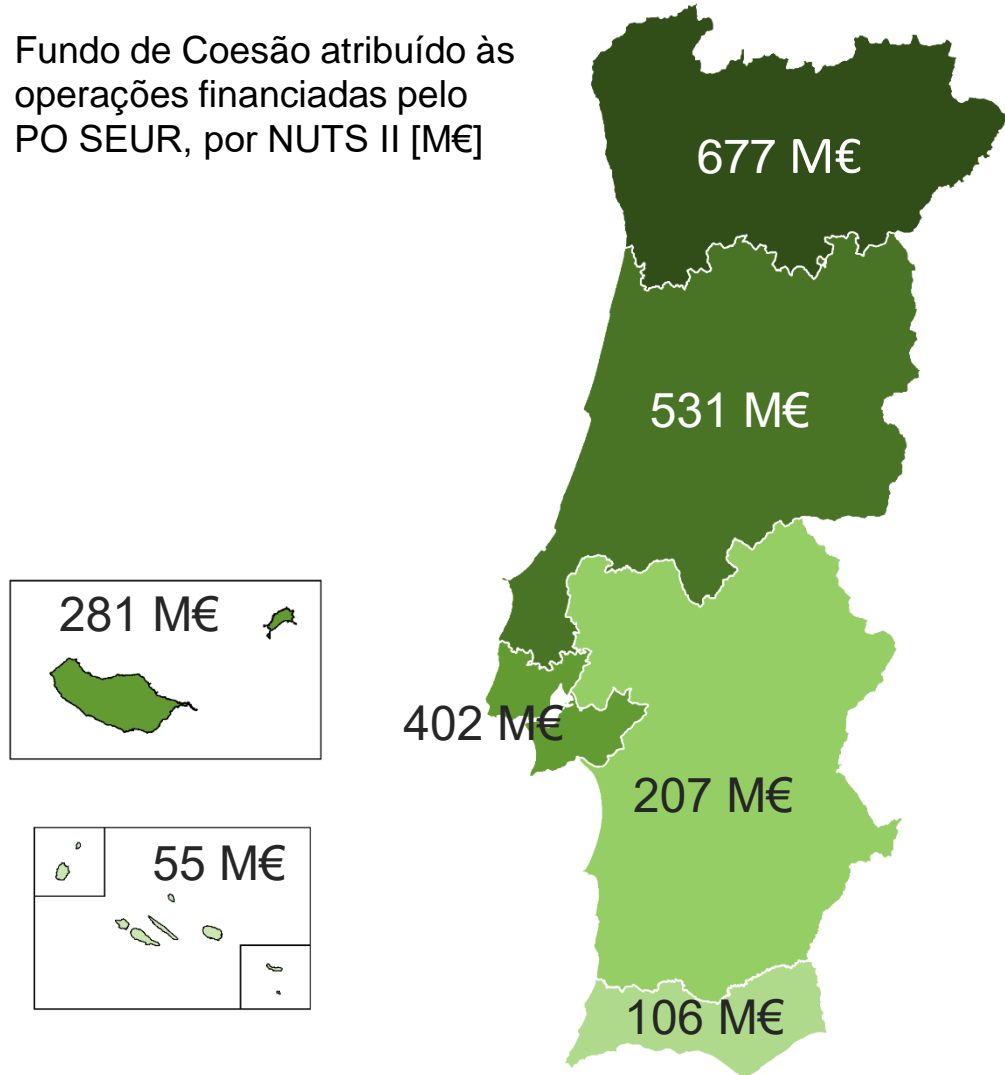 Fundo de Coesão atribuído às
operações financiadas pelo
PO SEUR, por NUTS II [M€]
677 M€
531 M€
281 M€
402 M€
207 M€
55 M€
106 M€